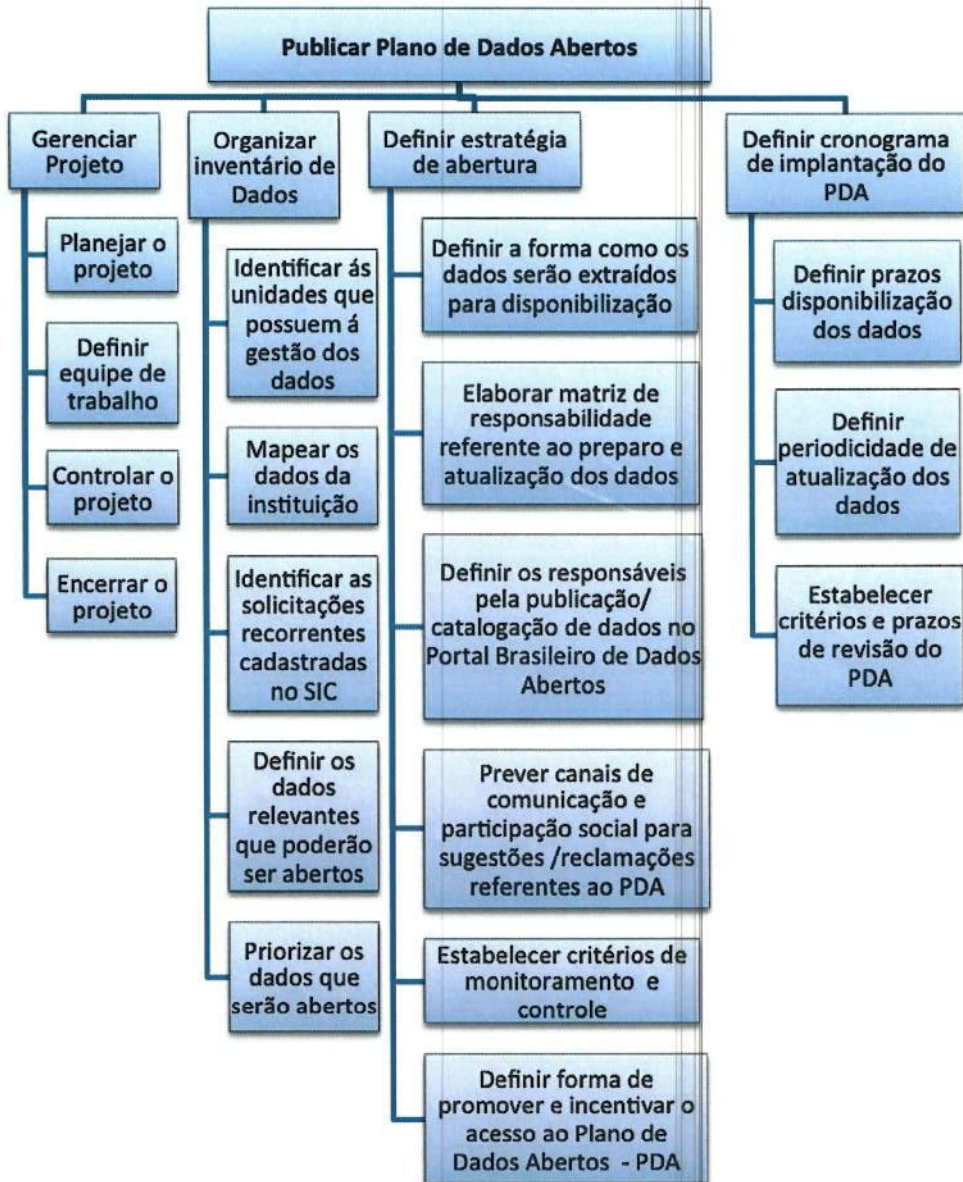 Publicar Plano de Dados Abertos
Gerenciar
Projeto
Planejar o
projeto
Definir
equipe de
trabalho
Controlar o
projeto
Encerrar o
projeto
Organizar
inventário de
Dados
Identificar ás
unidades que
possuem á
gestão dos
dados
Mapear os
dados da
instituição
Identificar as
solicitações
recorrentes
cadastradas
no SIC
Definir os
dados
relevantes
que poderão
ser abertos
Priorizar os
dados que
serão abertos
Definir estratégia
de abertura
Definir a forma como os
dados serão extraídos
para disponibilização
Elaborar matriz de
responsabilidade
referente ao preparo e
atualização dos dados
Definir os responsáveis
pela publicação/
catalogação de dados no
Portal Brasileiro de Dados
Abertos
Prever canais de
comunicação e
participação social para
sugestões /reclamações
referentes ao PDA
Estabelecer critérios de
monitoramento e
controle
Definir forma de
promover e incentivar o
acesso ao Plano de
Dados Abertos - PDA
Definir cronograma
de implantação do
PDA
Definir prazos
disponibilização
dos dados
Definir
periodicidade de
atualização dos
dados
Estabelecer
critérios e prazos
de revisão do
PDA